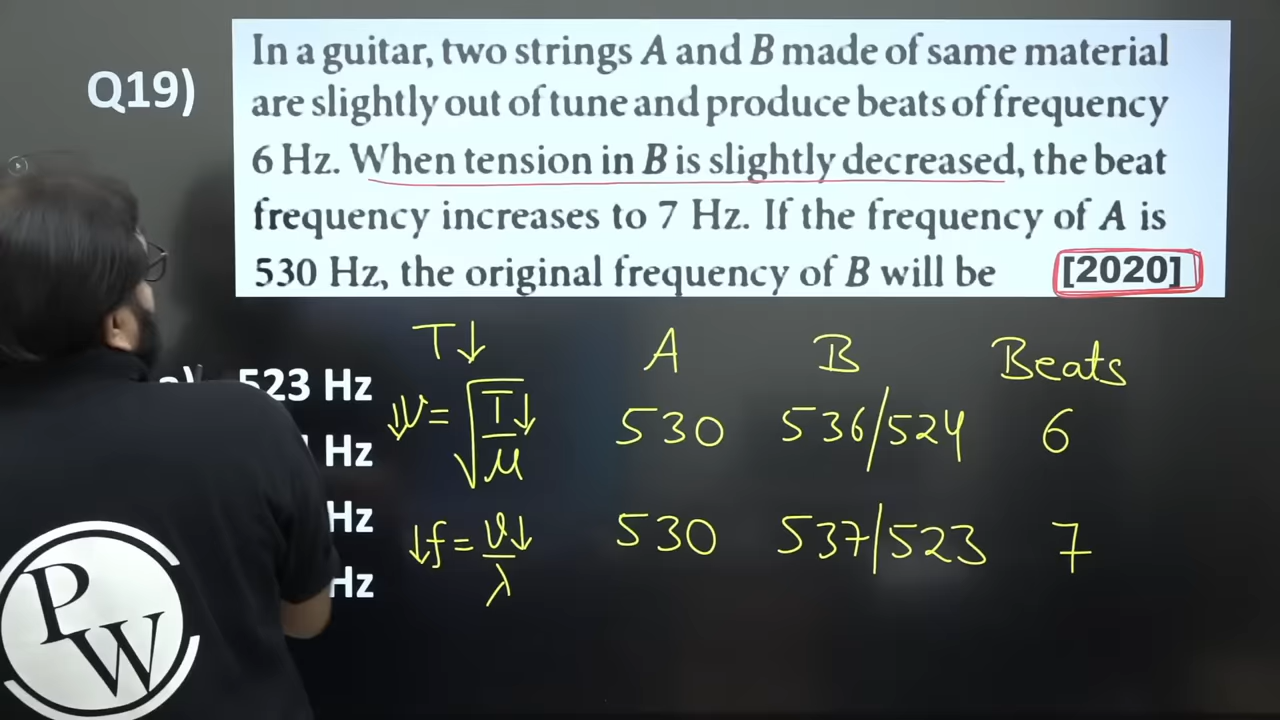 Q19)
In a guitar, two strings A and B made of same material
are slightly out of tune and produce beats of frequency
6 Hz. When tension in B is slightly decreased, the beat
frequency increases to 7 Hz. If the frequency of A is
530 Hz, the original frequency of B will be [2020]
523 Hz
Hz
Hz
Hz
T↓
↓v = √T↓/μ
↓f = v↓/λ
A B Beats
530 536/524 6
530 537/523 7
PW